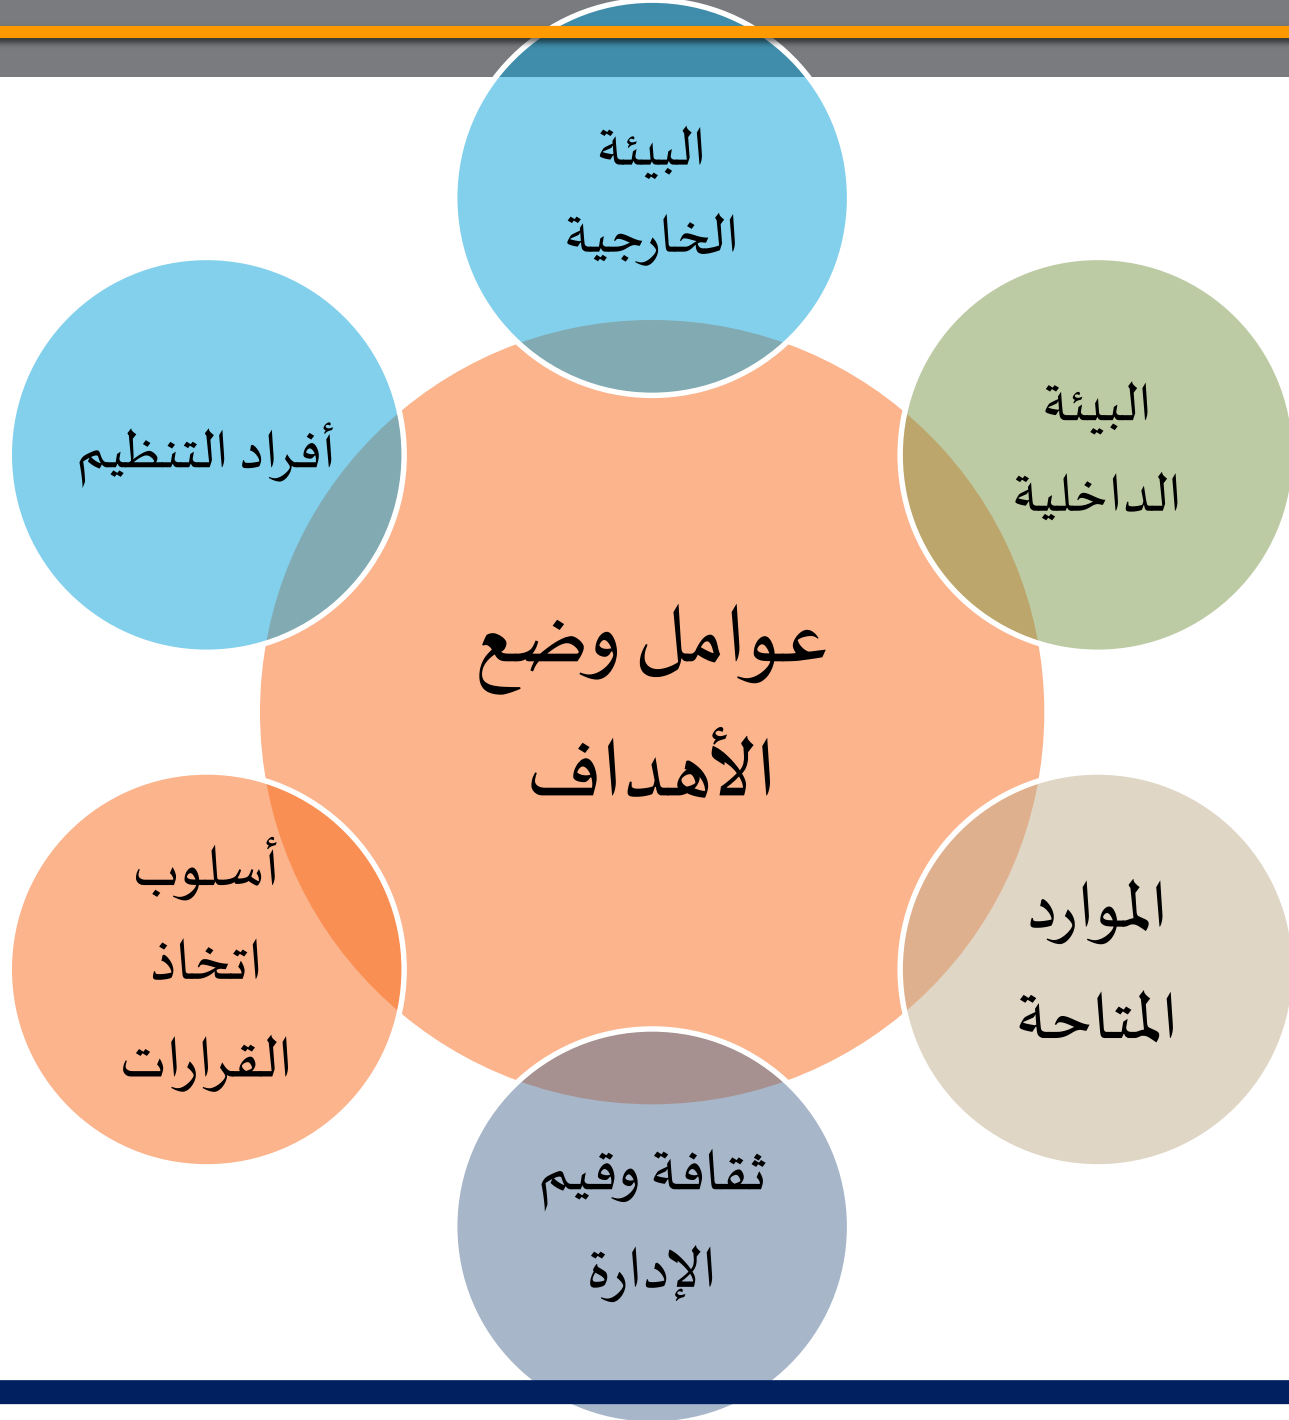 البيئة
الخارجية
البيئة
الداخلية
أفراد التنظيم
عوامل وضع
الأهداف
الموارد
المتاحة
أسلوب
اتخاذ
القرارات
ثقافة وقيم
الإدارة